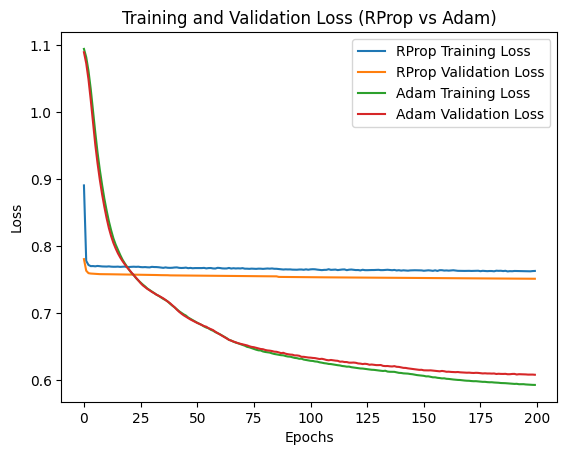 Training and Validation Loss (RProp vs Adam)
RProp Training Loss
RProp Validation Loss
Adam Training Loss
Adam Validation Loss
1.1
1.0
0.9
0.8
0.7
0.6
Loss
0 25 50 75 100 125 150 175 200
Epochs